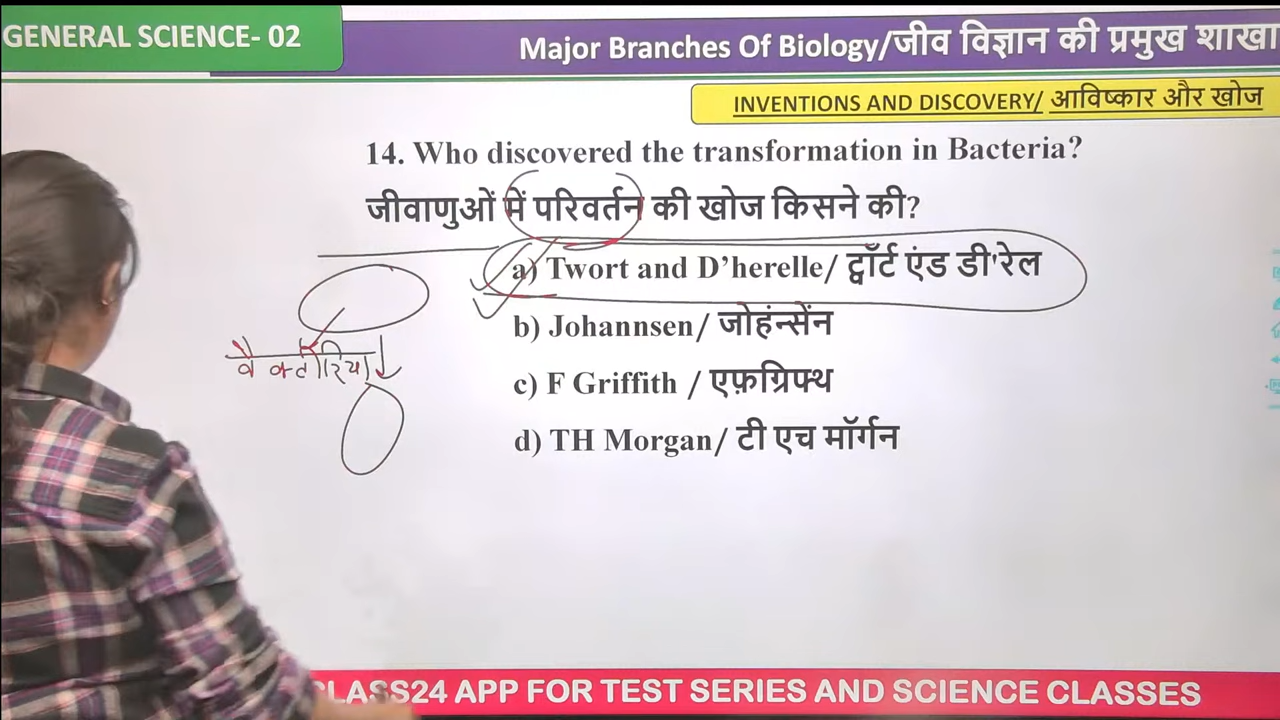 GENERAL SCIENCE- 02
Major Branches Of Biology/जीव विज्ञान की प्रमुख शाखा
INVENTIONS AND DISCOVERY/ आविष्कार और खोज
14. Who discovered the transformation in Bacteria?
जीवाणुओं में परिवर्तन की खोज किसने की?
a) Twort and D’herelle/ ट्वॉर्ट एंड डी'रेल
b) Johannsen/ जोहंन्सेंन
c) F Griffith / एफ़ग्रिफ्थ
d) TH Morgan/ टी एच मॉर्गन
बैक्टीरिया
CLASS24 APP FOR TEST SERIES AND SCIENCE CLASSES